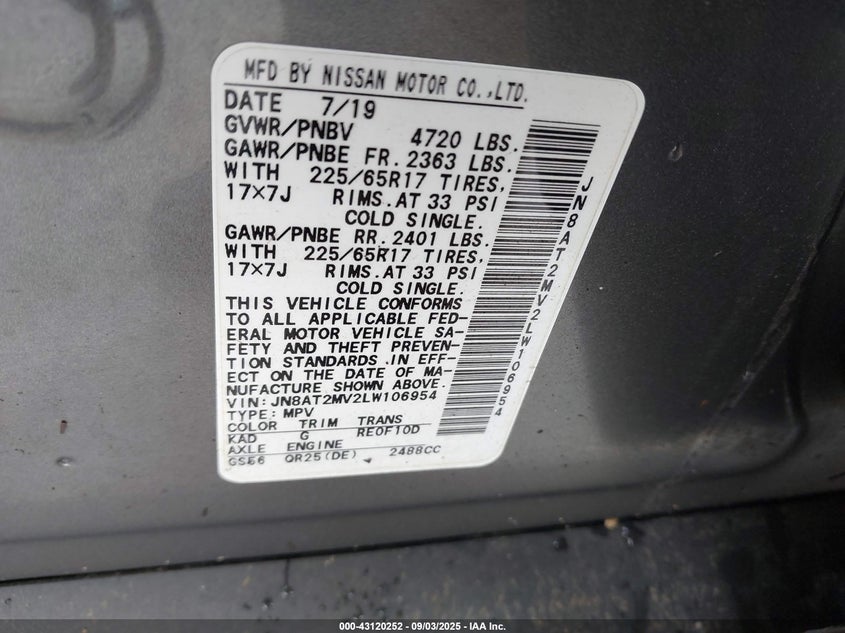 MFD BY NISSAN MOTOR CO.,LTD.
DATE 7/19
GVWR/PNBV 4720 LBS.
GAWR/PNBE FR. 2363 LBS.
WITH 225/65R17 TIRES,
17×7J RIMS.AT 33 PSI
COLD SINGLE.
GAWR/PNBE RR. 2401 LBS.
WITH 225/65R17 TIRES,
17×7J RIMS.AT 33 PSI
COLD SINGLE.
THIS VEHICLE CONFORMS
TO ALL APPLICABLE FED-
ERAL MOTOR VEHICLE SA-
FETY AND THEFT PREVEN-
TION STANDARDS IN EFF-
ECT ON THE DATE OF MA-
NUFACTURE SHOWN ABOVE.
VIN: JN8AT2MV2LW106954
TYPE: MPV
COLOR TRIM TRANS
KAD G RE0F10D
AXLE ENGINE
GS56 QR25(DE) 2488CC
JN8AT2MV2LW106954
000-43120252 - 09/03/2025 - IAA Inc.